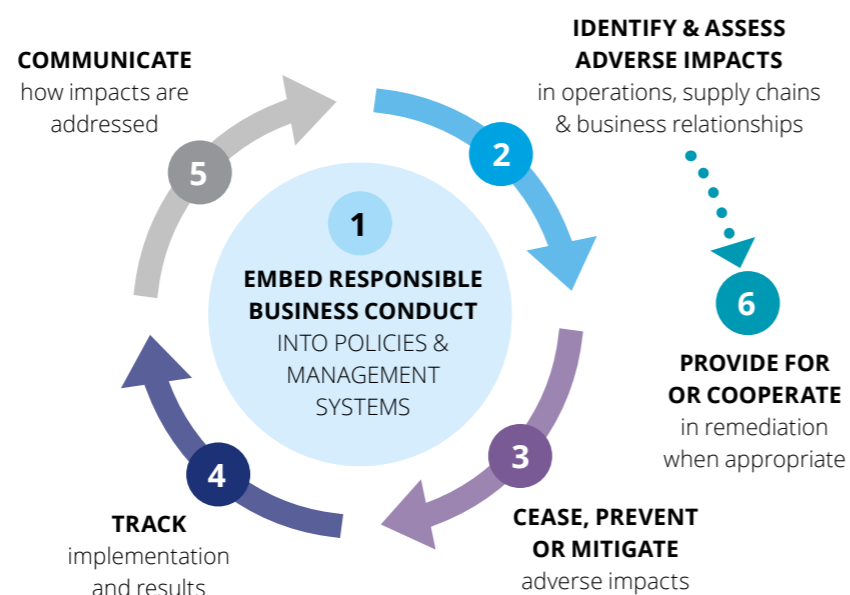 1
EMBED RESPONSIBLE
BUSINESS CONDUCT
INTO POLICIES &
MANAGEMENT
SYSTEMS
2
IDENTIFY & ASSESS
ADVERSE IMPACTS
in operations, supply chains
& business relationships
3
CEASE, PREVENT
OR MITIGATE
adverse impacts
4
TRACK
implementation
and results
5
COMMUNICATE
how impacts are
addressed
6
PROVIDE FOR
OR COOPERATE
in remediation
when appropriate